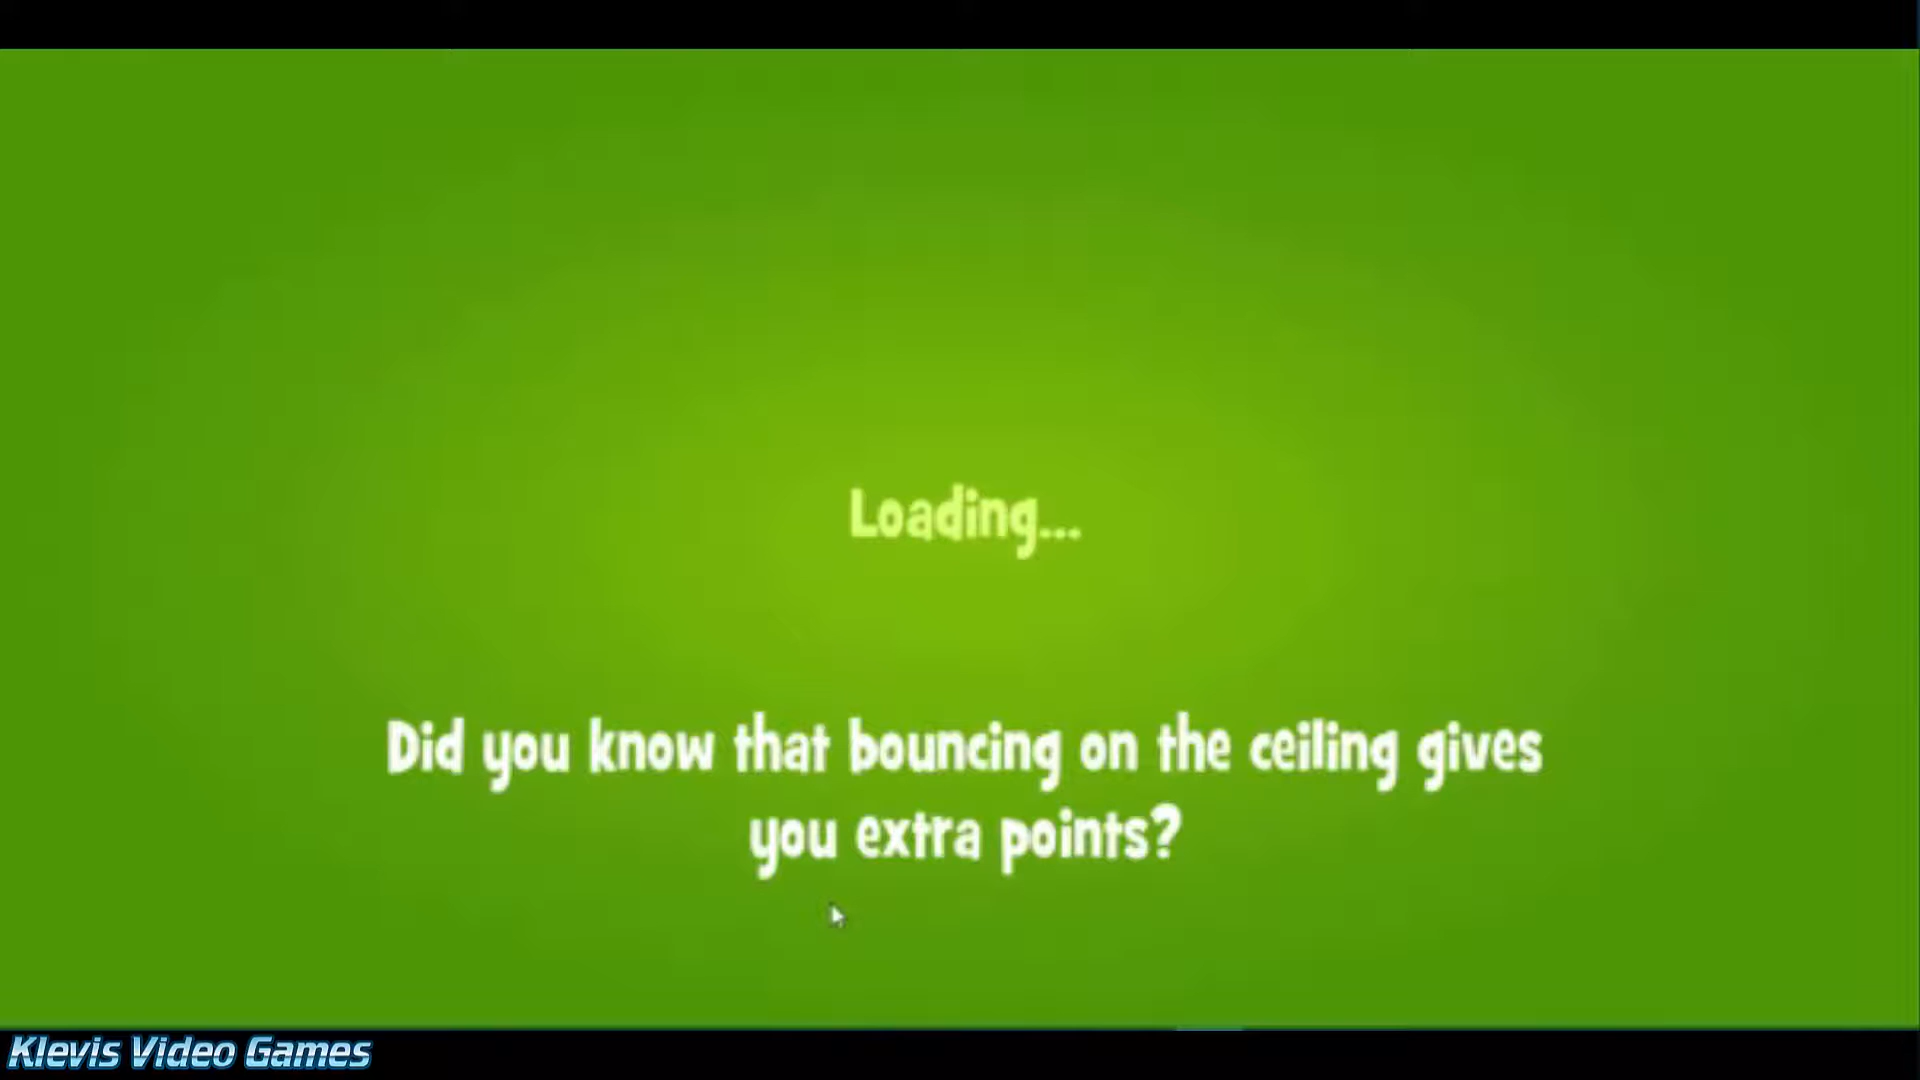 Loading...
Did you know that bouncing on the ceiling gives
you extra points?
Klevis Video Games